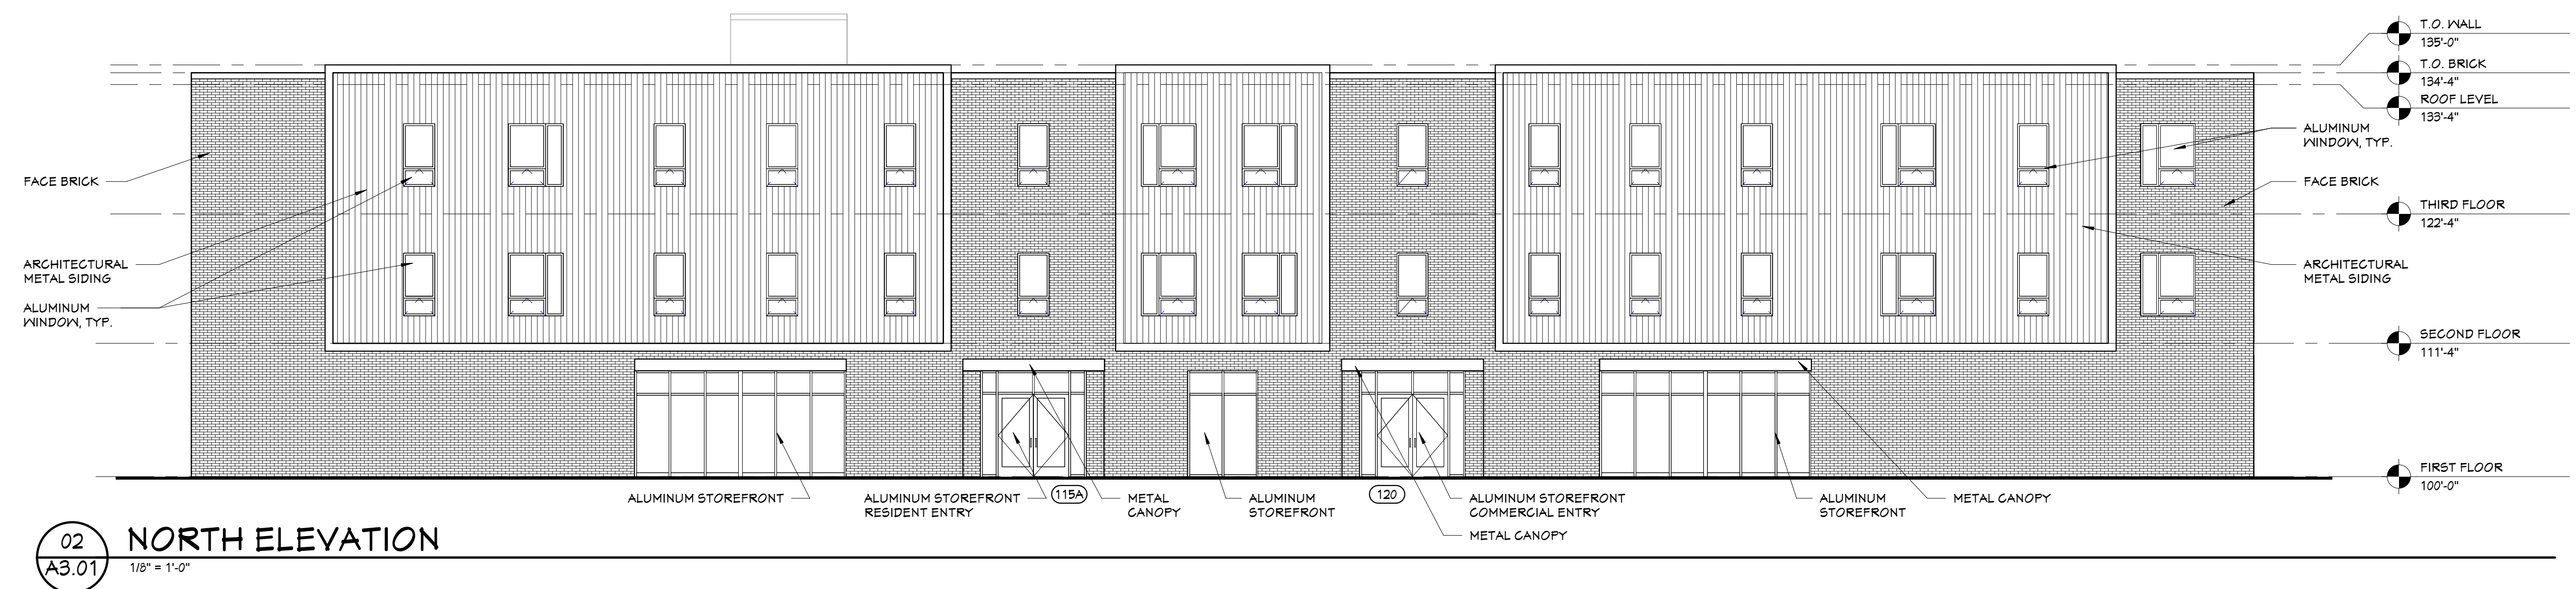 T.O. WALL
135'-0"
T.O. BRICK
134'-4"
ROOF LEVEL
133'-4"
ALUMINUM
WINDOW, TYP.
FACE BRICK
FACE BRICK
THIRD FLOOR
122'-4"
ARCHITECTURAL
METAL SIDING
ARCHITECTURAL
METAL SIDING
ALUMINUM
WINDOW, TYP.
SECOND FLOOR
111'-4"
FIRST FLOOR
100'-0"
ALUMINUM STOREFRONT
ALUMINUM STOREFRONT
RESIDENT ENTRY
115A
METAL
CANOPY
ALUMINUM
STOREFRONT
120
ALUMINUM STOREFRONT
COMMERCIAL ENTRY
METAL CANOPY
ALUMINUM
STOREFRONT
METAL CANOPY
02
A3.01
NORTH ELEVATION
1/8" = 1'-0"